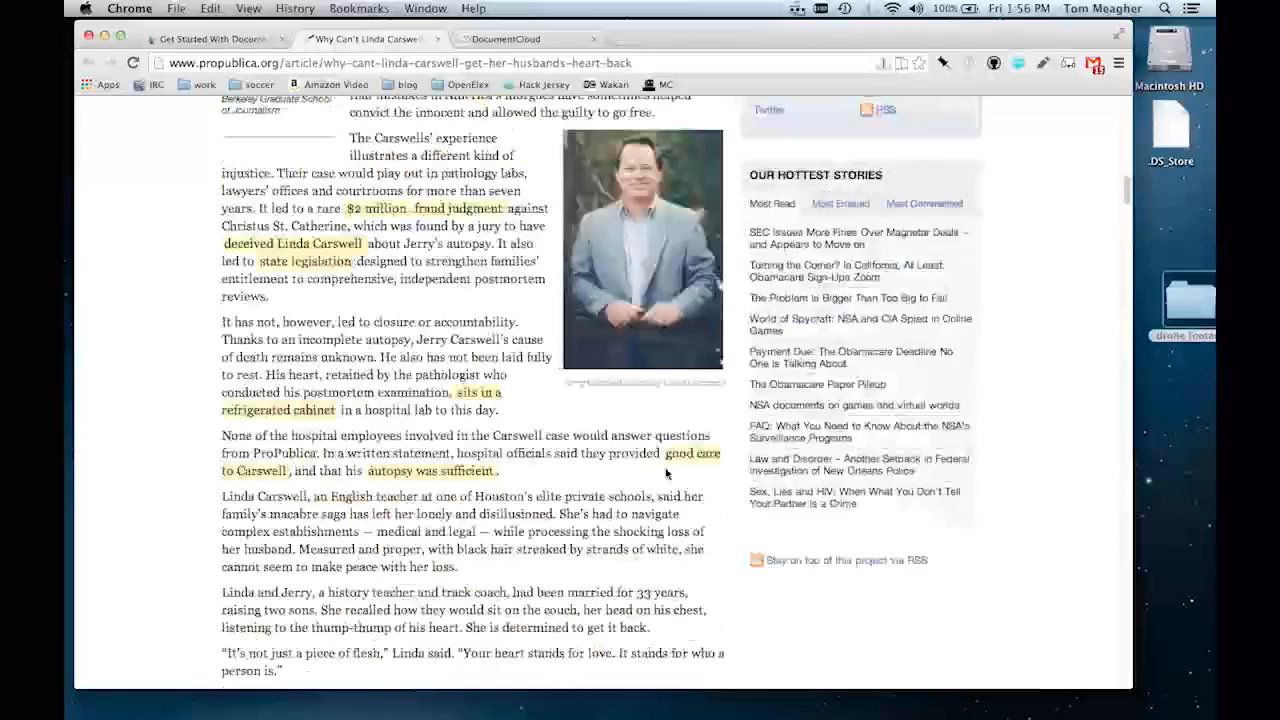 Chrome File Edit View History Bookmarks Window Help 100% Fri 1:56 PM Tom Meagher
Get Started With Docume Why Can't Linda Carswell DocumentCloud
www.propublica.org/article/why-cant-linda-carswell-get-her-husbands-heart-back
Apps IRC work soccer Amazon Video blog OpenElex Hack Jersey Wakari MC
15
Macintosh HD
.DS_Store
Berkeley Graduate School
of Journalism
that mistakes in America's morgues have sometimes helped
convict the innocent and allowed the guilty to go free.
The Carswells' experience
illustrates a different kind of
injustice. Their case would play out in pathology labs,
lawyers' offices and courtrooms for more than seven
years. It led to a rare $2 million fraud judgment against
Christus St. Catherine, which was found by a jury to have
deceived Linda Carswell about Jerry's autopsy. It also
led to state legislation designed to strengthen families'
entitlement to comprehensive, independent postmortem
reviews.
It has not, however, led to closure or accountability.
Thanks to an incomplete autopsy, Jerry Carswell's cause
of death remains unknown. He also has not been laid fully
to rest. His heart, retained by the pathologist who
conducted his postmortem examination, sits in a
refrigerated cabinet in a hospital lab to this day.
None of the hospital employees involved in the Carswell case would answer questions
from ProPublica. In a written statement, hospital officials said they provided good care
to Carswell, and that his autopsy was sufficient.
Linda Carswell, an English teacher at one of Houston's elite private schools, said her
family's macabre saga has left her lonely and disillusioned. She's had to navigate
complex establishments — medical and legal — while processing the shocking loss of
her husband. Measured and proper, with black hair streaked by strands of white, she
cannot seem to make peace with her loss.
Linda and Jerry, a history teacher and track coach, had been married for 33 years,
raising two sons. She recalled how they would sit on the couch, her head on his chest,
listening to the thump-thump of his heart. She is determined to get it back.
"It's not just a piece of flesh," Linda said. "Your heart stands for love. It stands for who a
person is."
Twitter RSS
OUR HOTTEST STORIES
Most Read Most Emailed Most Commented
SEC Issues More Fines Over Magnetar Deals –
and Appears to Move on
Turning the Corner? In California, At Least,
Obamacare Sign-Ups Zoom
The Problem Is Bigger Than Too Big to Fail
World of Spycraft: NSA and CIA Spied in Online
Games
Payment Due: The Obamacare Deadline No
One Is Talking About
The Obamacare Paper Pileup
NSA documents on games and virtual worlds
FAQ: What You Need to Know About the NSA's
Surveillance Programs
Law and Disorder – Another Setback in Federal
Investigation of New Orleans Police
Sex, Lies and HIV: When What You Don't Tell
Your Partner Is a Crime
Stay on top of this project via RSS